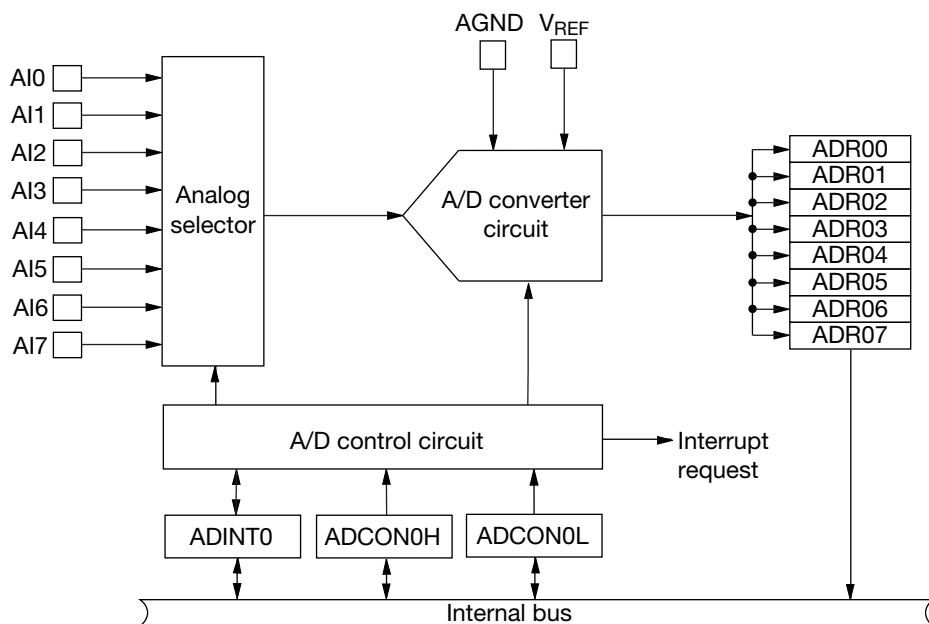 AGND
VREF
AI0
AI1
AI2
AI3
AI4
AI5
AI6
AI7
Analog
selector
A/D converter
circuit
ADR00
ADR01
ADR02
ADR03
ADR04
ADR05
ADR06
ADR07
A/D control circuit
Interrupt
request
ADINT0
ADCON0H
ADCON0L
Internal bus